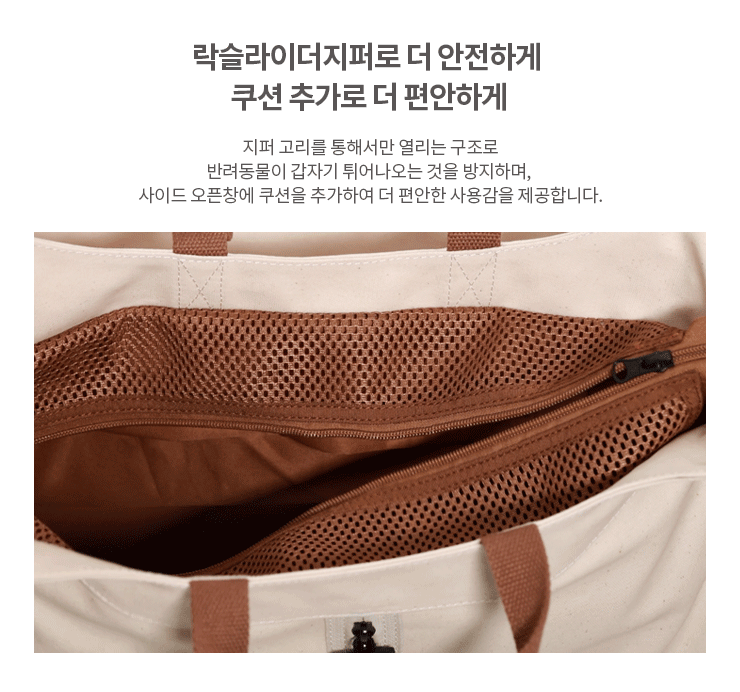 락슬라이더지퍼로 더 안전하게
쿠션 추가로 더 편안하게
지퍼 고리를 통해서만 열리는 구조로
반려동물이 갑자기 튀어나오는 것을 방지하며,
사이드 오픈창에 쿠션을 추가하여 더 편안한 사용감을 제공합니다.